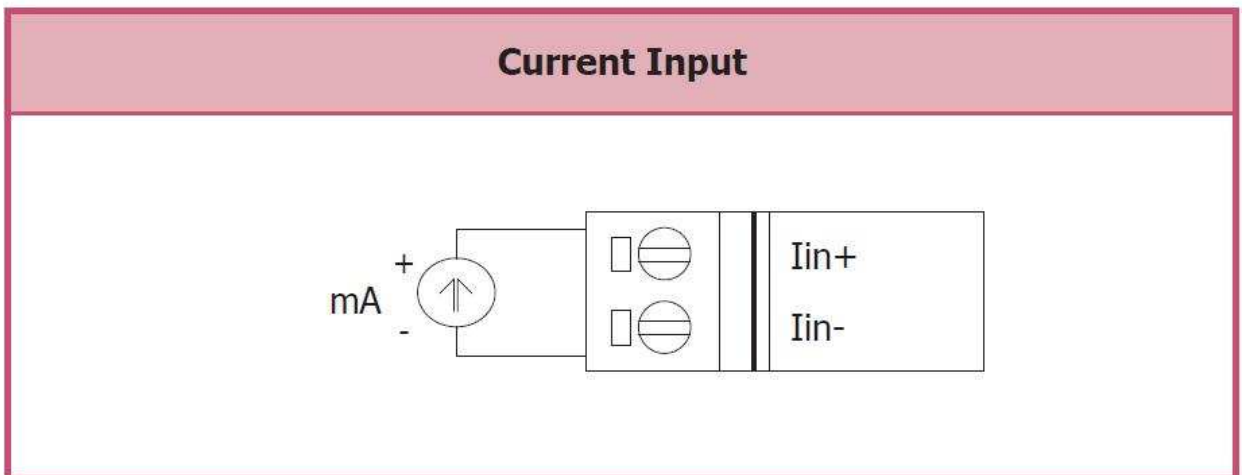 Current Input
+
Iin+
mA
-
Iin-